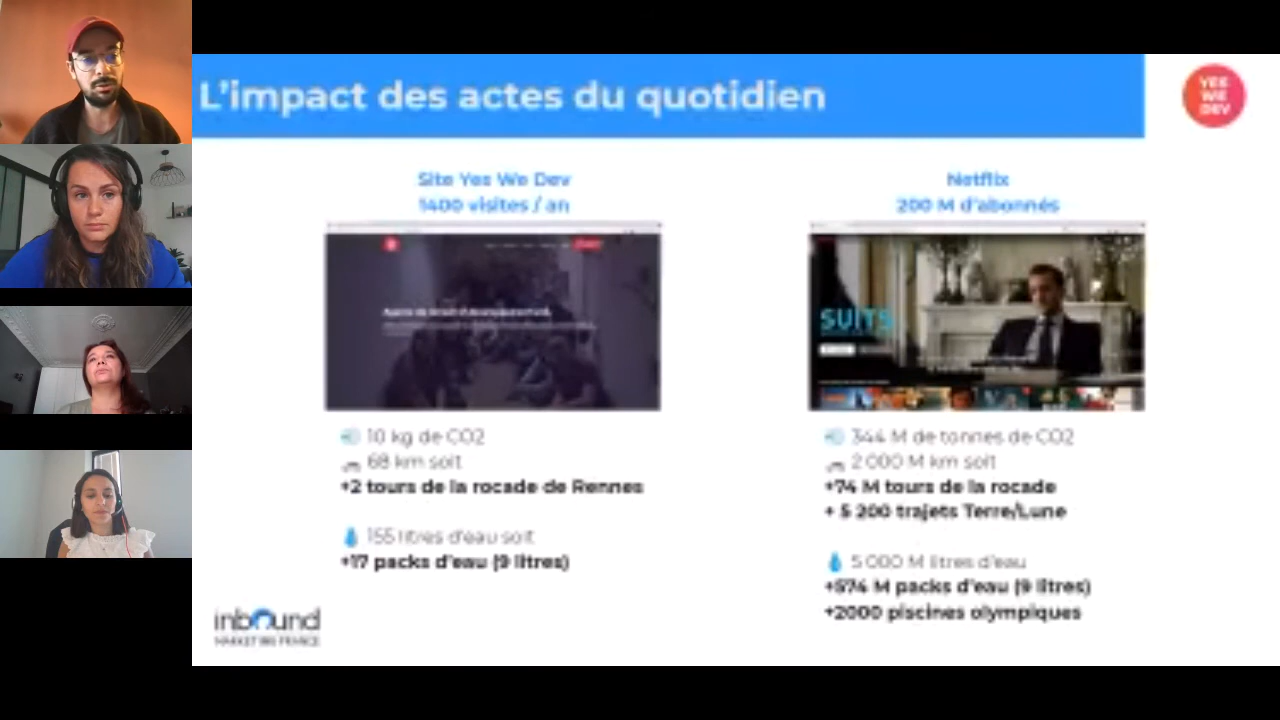 L'impact des actes du quotidien
YES
WE
DEV
Site Yes We Dev
1400 visites / an
10 kg de CO2
68 km soit
+2 tours de la rocade de Rennes
155 litres d'eau soit
+17 packs d'eau (9 litres)
Netflix
200 M d'abonnés
SUITS
344 M de tonnes de CO2
2 000 M km soit
+74 M tours de la rocade
+ 5 200 trajets Terre/Lune
5 000 M litres d'eau
+574 M packs d'eau (9 litres)
+2000 piscines olympiques
inbound
MARKETING FRANCE